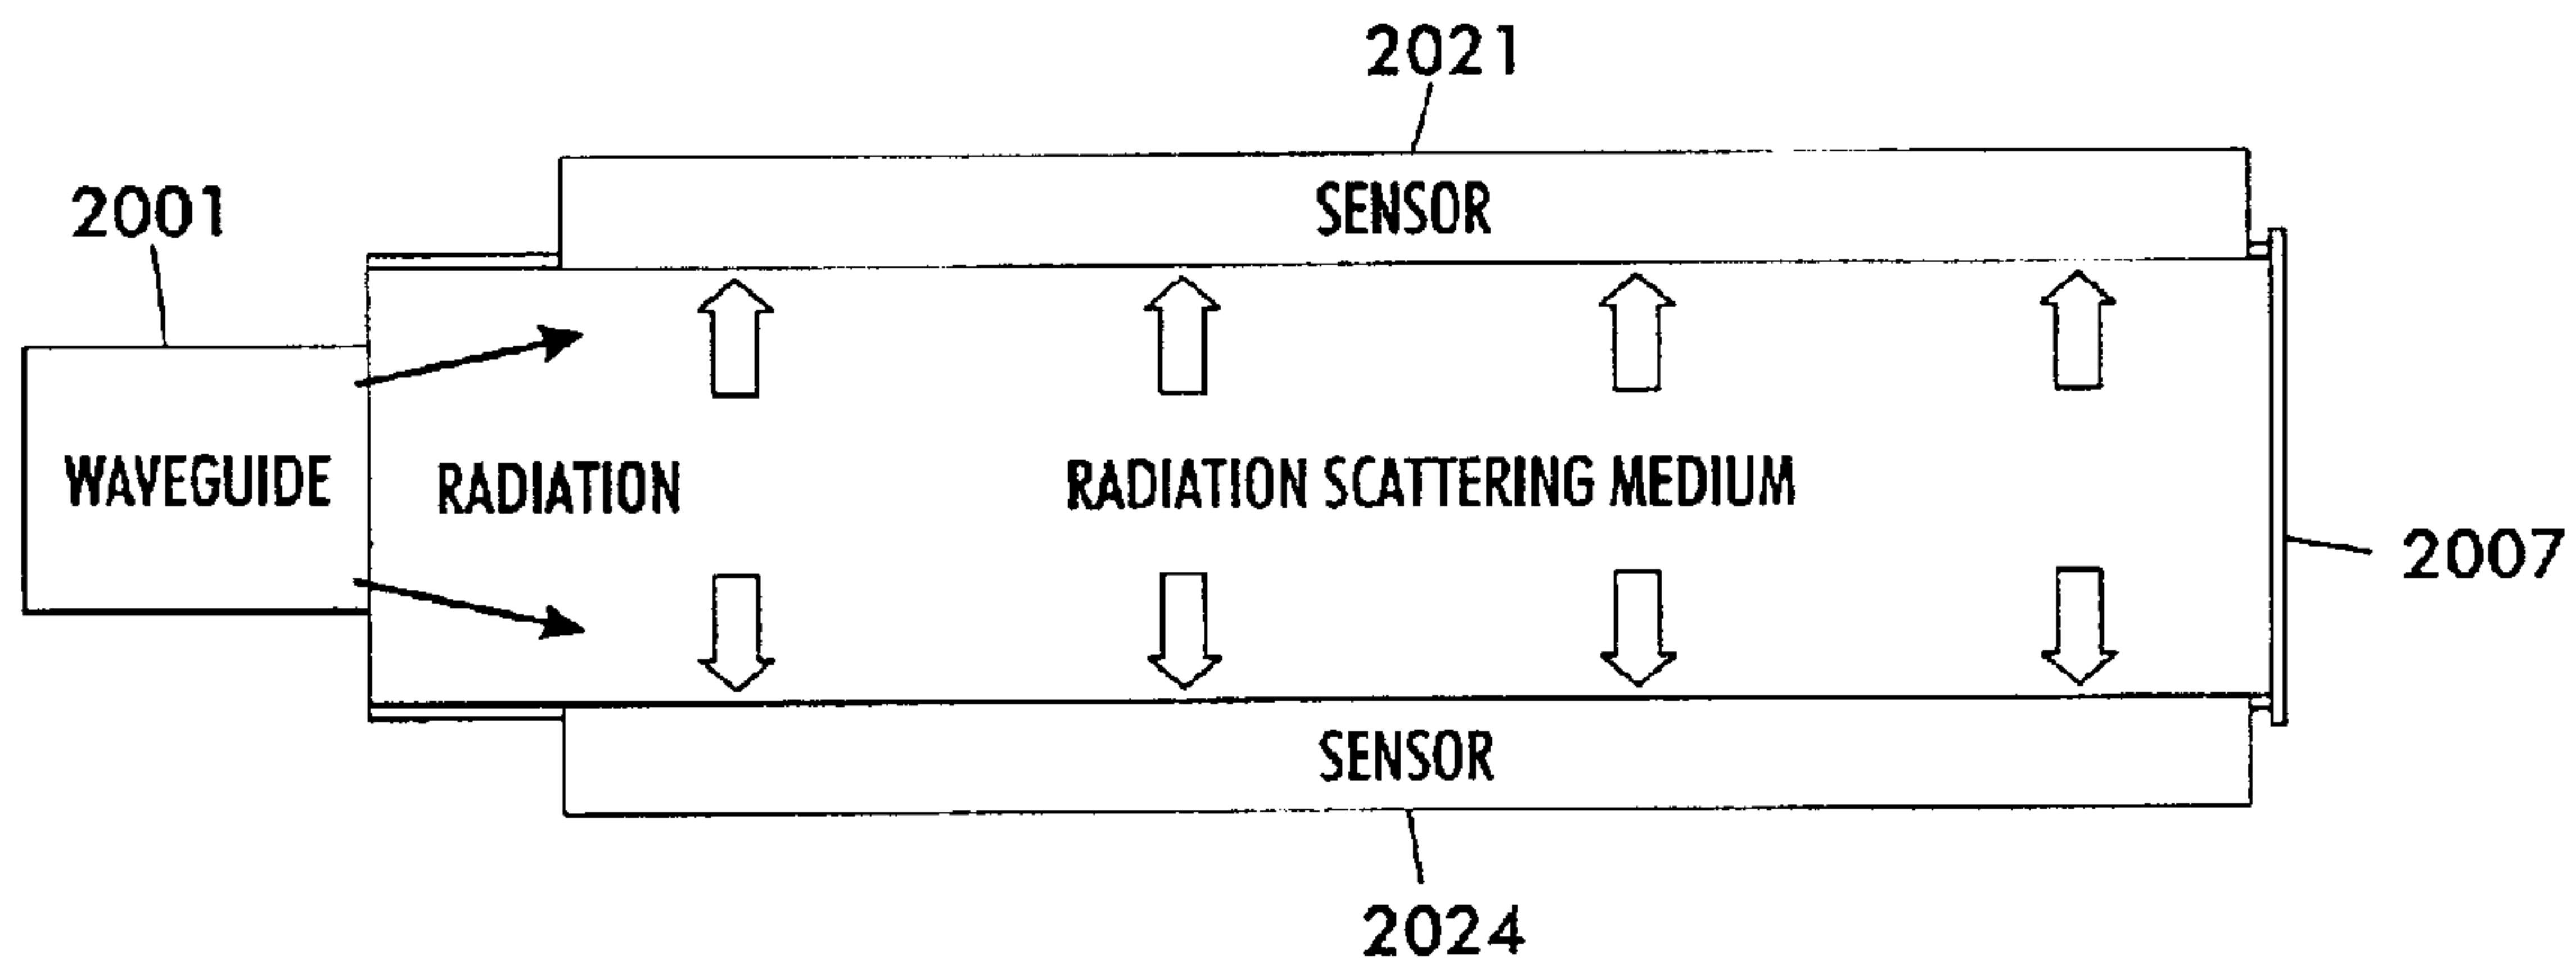 2021
SENSOR
2001
WAVEGUIDE
RADIATION
RADIATION SCATTERING MEDIUM
2007
SENSOR
2024